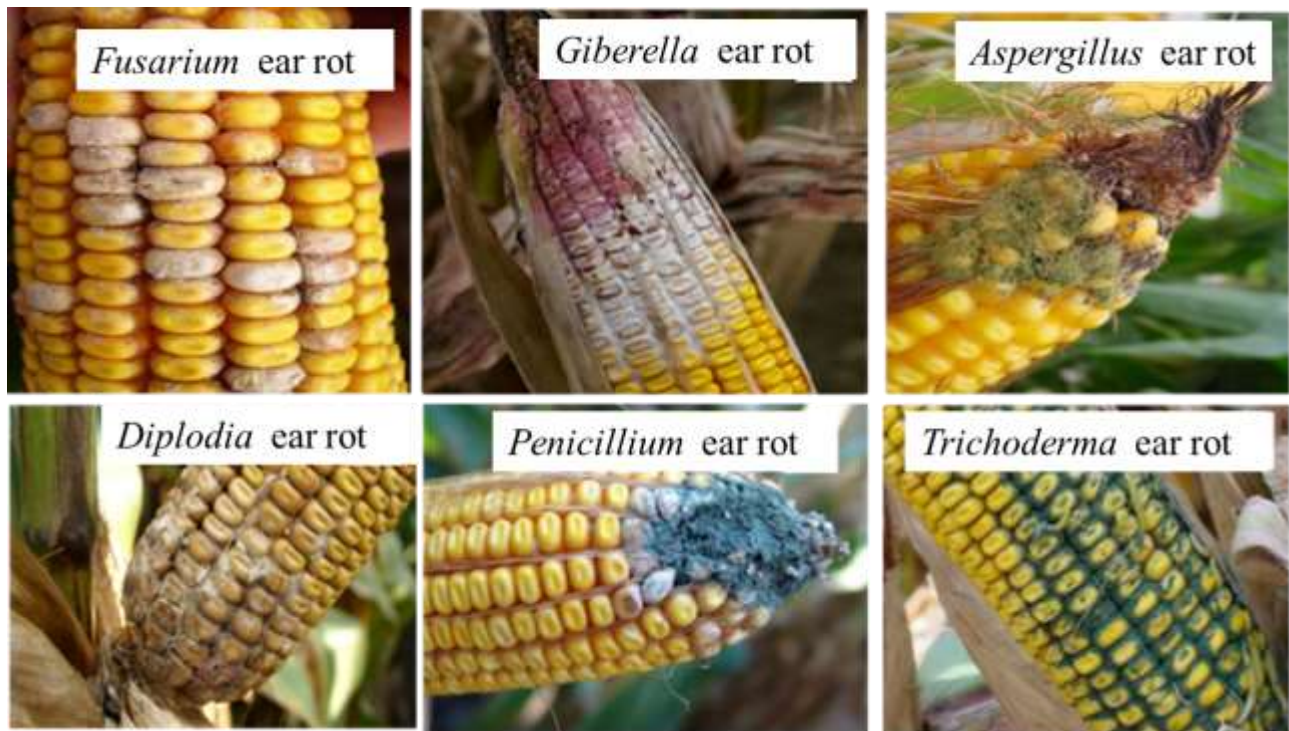 Fusarium ear rot
Giberella ear rot
Aspergillus ear rot
Diplodia ear rot
Penicillium ear rot
Trichoderma ear rot